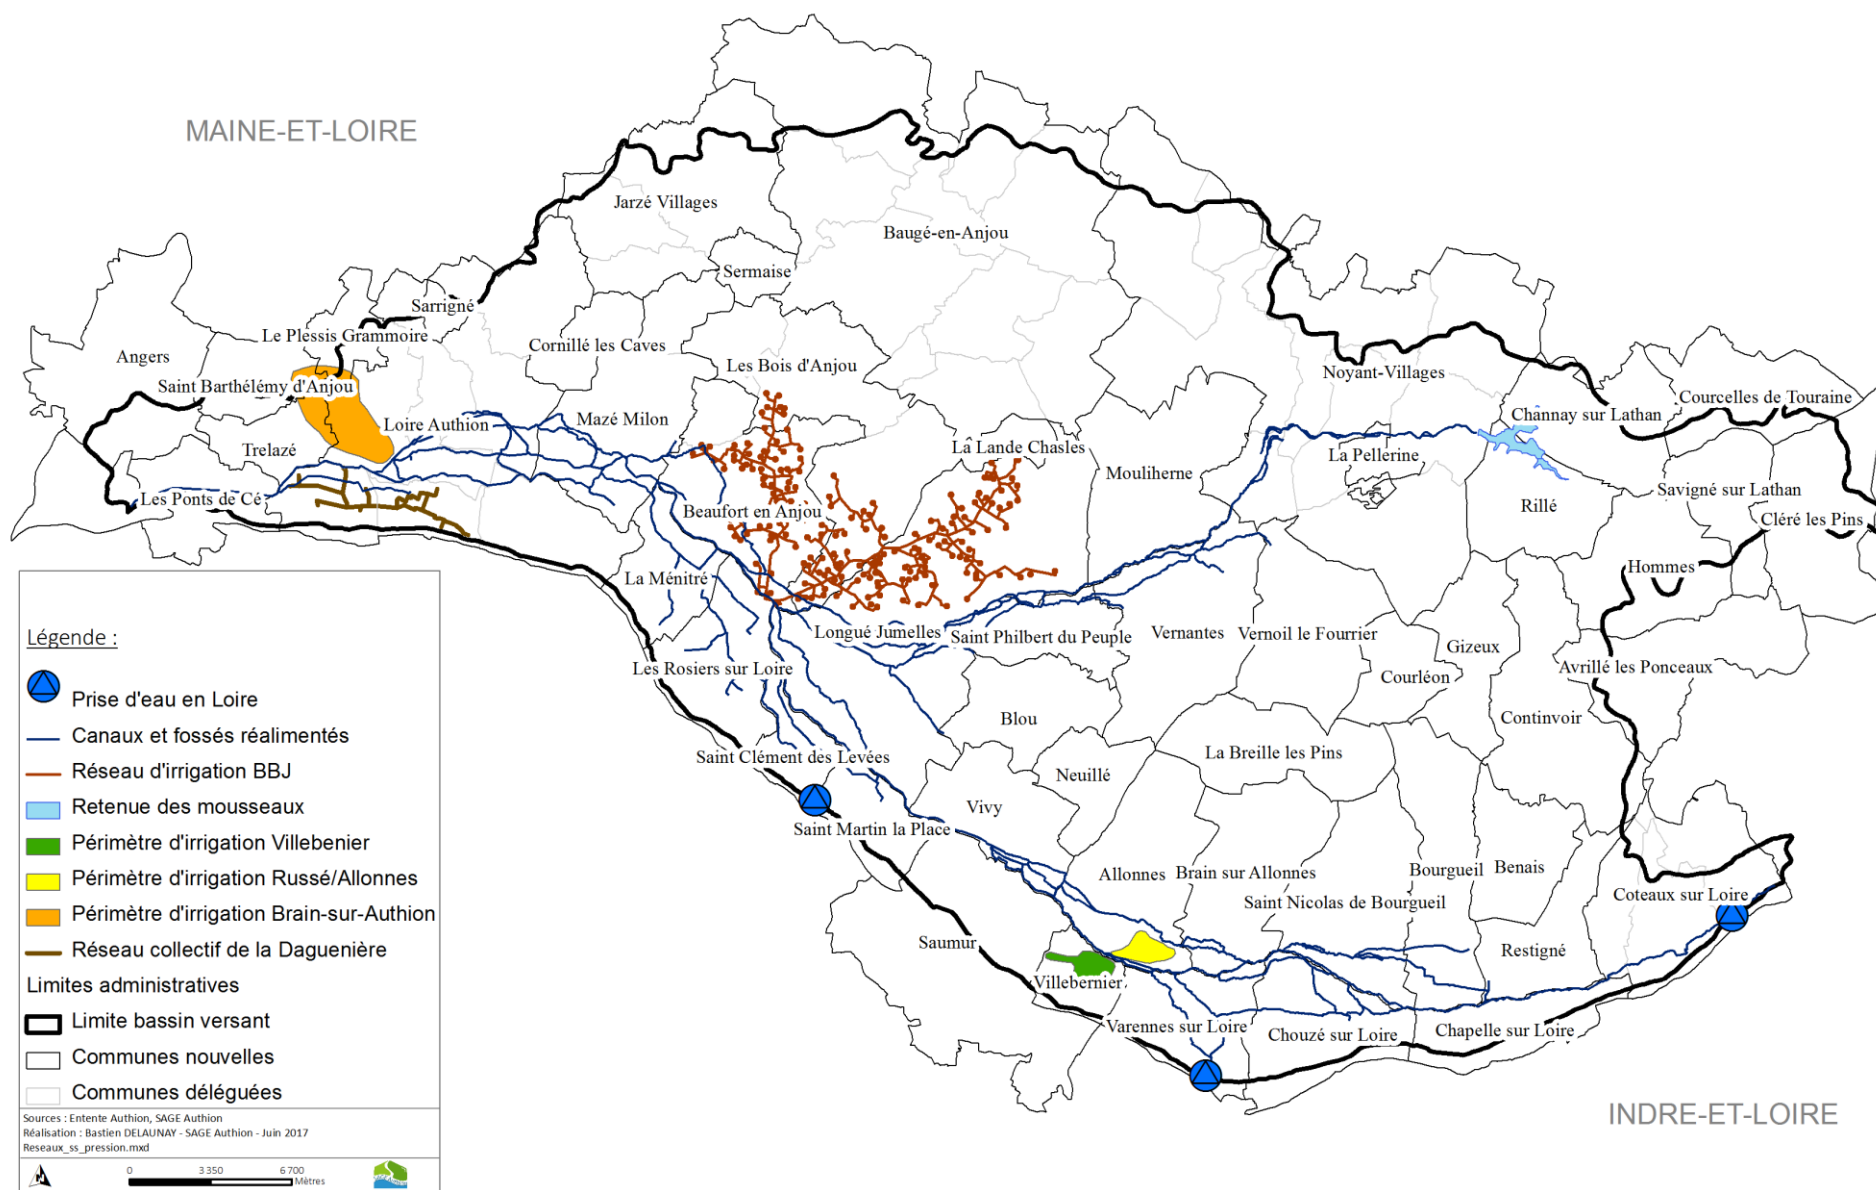 MAINE-ET-LOIRE
Jarzé Villages
Baugé-en-Anjou
Sermaise
Sarrigné
Le Plessis Grammoire
Cornillé les Caves
Angers
Les Bois d'Anjou
Noyant-Villages
Saint Barthélémy d'Anjou
Courcelles de Touraine
Channay sur Lathan
Loire Authion
Mazé Milon
Trelazé
La Lande Chasles
La Pellerine
Mouliherne
Les Ponts de Cé
Savigné sur Lathan
Rillé
Beaufort en Anjou
Cléré les Pins
Hommes
La Ménitré
Longué Jumelles
Saint Philbert du Peuple
Vernantes
Vernoil le Fourrier
Gizeux
Les Rosiers sur Loire
Avrillé les Ponceaux
Courléon
Blou
Continvoir
Saint Clément des Levées
La Breille les Pins
Neuillé
Vivy
Saint Martin la Place
Allonnes
Brain sur Allonnes
Bourgueil
Benais
Saint Nicolas de Bourgueil
Coteaux sur Loire
Saumur
Restigné
Villebernier
Varennes sur Loire
Chouzé sur Loire
Chapelle sur Loire
INDRE-ET-LOIRE
Légende :
Prise d'eau en Loire
Canaux et fossés réalimentés
Réseau d'irrigation BBJ
Retenue des mousseaux
Périmètre d'irrigation Villebenier
Périmètre d'irrigation Russé/Allonnes
Périmètre d'irrigation Brain-sur-Authion
Réseau collectif de la Daguenière
Limites administratives
Limite bassin versant
Communes nouvelles
Communes déléguées
Sources : Entente Authion, SAGE Authion
Réalisation : Bastien DELAUNAY - SAGE Authion - Juin 2017
Reseaux_ss_pression.mxd
0 3 350 6 700
Mètres